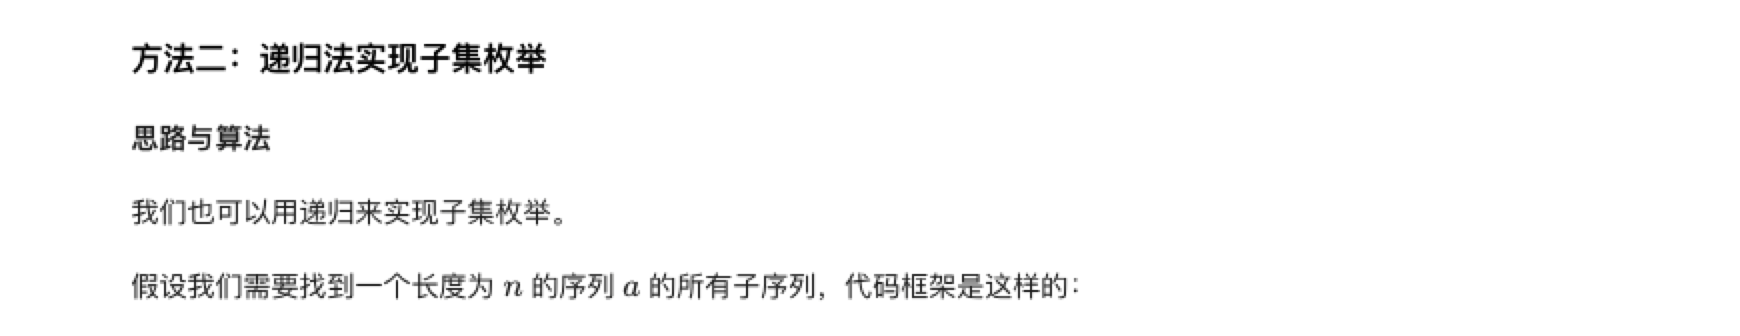 方法二：递归法实现子集枚举
思路与算法
我们也可以用递归来实现子集枚举。
假设我们需要找到一个长度为 n 的序列 a 的所有子序列，代码框架是这样的：